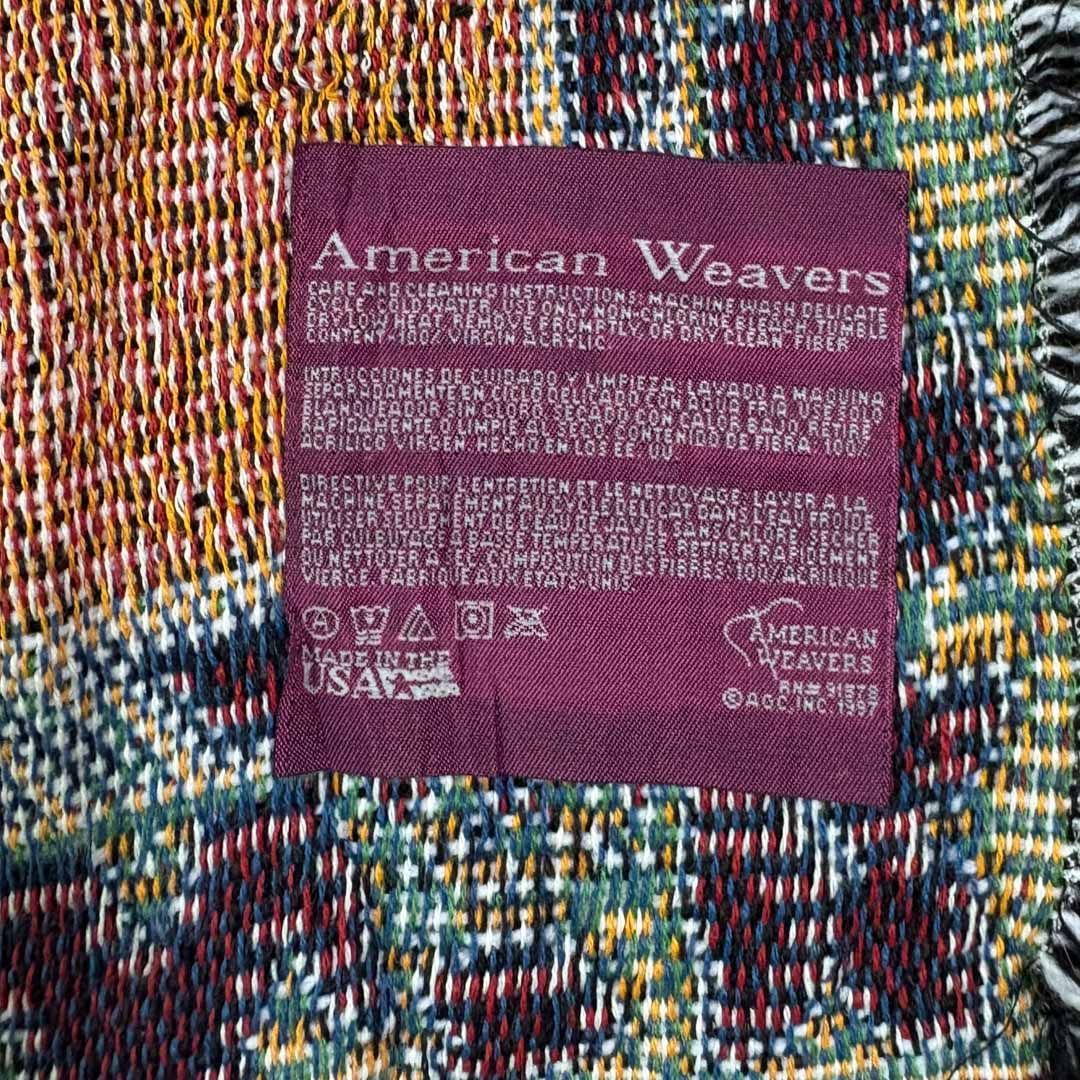 American Weavers
CARE AND CLEANING INSTRUCTIONS: MACHINE WASH DELICATE
CYCLE, COLD WATER. USE ONLY NON-CHLORINE BLEACH. TUMBLE
DRY LOW HEAT. REMOVE PROMPTLY, OR DRY CLEAN. FIBER
CONTENT-100% VIRGIN ACRYLIC.
INTRUCCIONES DE CUIDADO Y LIMPIEZA. LAVADO A MAQUINA
SEPARADAMENTE EN CICLO DELICADO CON AGUA FRIA. USE SOLO
BLANQUEADOR SIN CLORO. SECADO CON CALOR BAJO. RETIRE
RAPIDAMENTE O LIMPIE AL SECO. CONTENIDA DE FIBRA. 100%
ACRILICO VIRGEN. HECHO EN LOS EE. UU.
DIRECTIVE POUR L'ENTRETIEN ET LE NETTOYAGE: LAVER A LA
MACHINE SEPAREMENT AU CYCLE DELICAT DANS L'EAU FROIDE
UTILISER SEULEMENT DE L'EAU DE JAVEL SANS CHLORE. SECHER
PAR CULBUTAGE A BASSE TEMPERATURE. RETIRER RAPIDEMENT
OU NETTOYER A SEC. COMPOSITION DES FIBRES 100% ACRILIQUE
VIERGE. FABRIQUE AUX ETATS-UNIS
A
MADE IN THE
USA
AMERICAN
WEAVERS
RN#
© AGC, INC. 1997